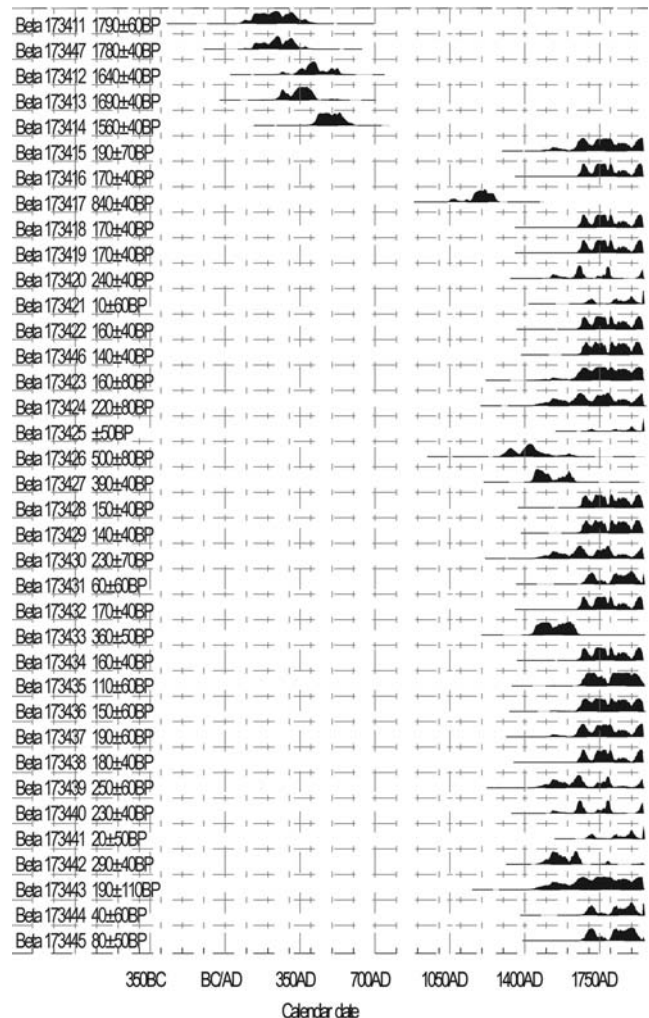 Beta 173411 1790±60BP
Beta 173447 1780±40BP
Beta 173412 1640±40BP
Beta 173413 1690±40BP
Beta 173414 1560±40BP
Beta 173415 190±70BP
Beta 173416 170±40BP
Beta 173417 840±40BP
Beta 173418 170±40BP
Beta 173419 170±40BP
Beta 173420 240±40BP
Beta 173421 10±60BP
Beta 173422 160±40BP
Beta 173446 140±40BP
Beta 173423 160±80BP
Beta 173424 220±80BP
Beta 173425 ±50BP
Beta 173426 500±80BP
Beta 173427 390±40BP
Beta 173428 150±40BP
Beta 173429 140±40BP
Beta 173430 230±70BP
Beta 173431 60±60BP
Beta 173432 170±40BP
Beta 173433 360±50BP
Beta 173434 160±40BP
Beta 173435 110±60BP
Beta 173436 150±60BP
Beta 173437 190±60BP
Beta 173438 180±40BP
Beta 173439 250±60BP
Beta 173440 230±40BP
Beta 173441 20±50BP
Beta 173442 290±40BP
Beta 173443 190±110BP
Beta 173444 40±60BP
Beta 173445 80±50BP
350BC BC/AD 350AD 700AD 1050AD 1400AD 1750AD
Calendar date